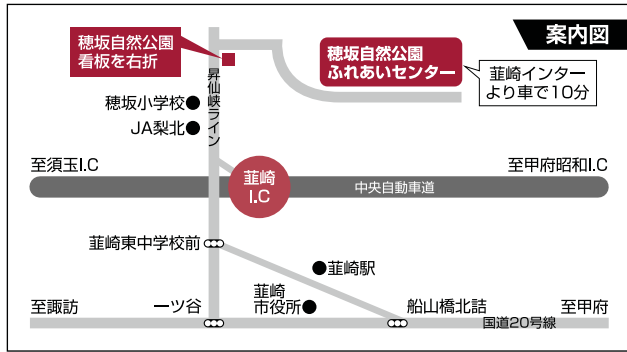 案内図
穂坂自然公園
看板を右折
穂坂自然公園
ふれあいセンター
韮崎インター
より車で10分
昇仙峡ライン
穂坂小学校●
JA梨北●
至須玉I.C
韮崎
I.C
中央自動車道
至甲府昭和I.C
韮崎東中学校前
●韮崎駅
至諏訪
一ツ谷
韮崎
市役所●
船山橋北詰
至甲府
国道20号線